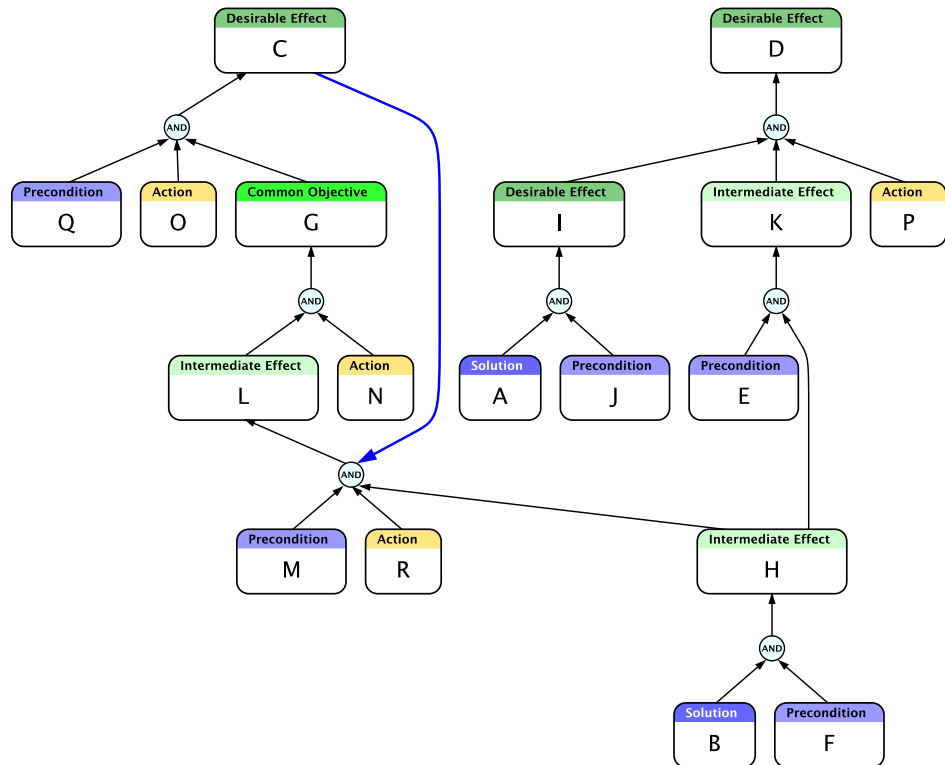 Desirable Effect
C
Desirable Effect
D
AND
AND
Precondition
Q
Action
O
Common Objective
G
Desirable Effect
I
Intermediate Effect
K
Action
P
AND
AND
AND
Intermediate Effect
L
Action
N
Solution
A
Precondition
J
Precondition
E
AND
Precondition
M
Action
R
Intermediate Effect
H
AND
Solution
B
Precondition
F